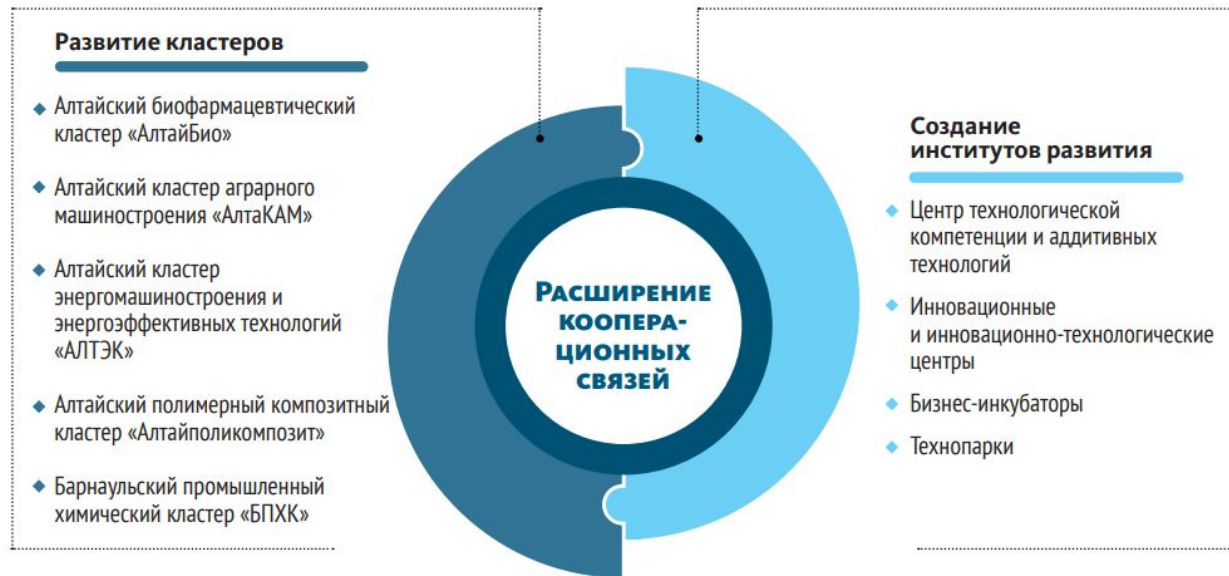 Развитие кластеров
Алтайский биофармацевтический
кластер «АлтайБио»
Алтайский кластер аграрного
машиностроения «АлтаКАМ»
Алтайский кластер
энергомашиностроения и
энергоэффективных технологий
«АЛТЭК»
Алтайский полимерный композитный
кластер «Алтайполикомпозит»
Барнаульский промышленный
химический кластер «БПХК»
РАСШИРЕНИЕ
КООПЕРА-
ЦИОННЫХ
СВЯЗЕЙ
Создание
институтов развития
Центр технологической
компетенции и аддитивных
технологий
Инновационные
и инновационно-технологические
центры
Бизнес-инкубаторы
Технопарки